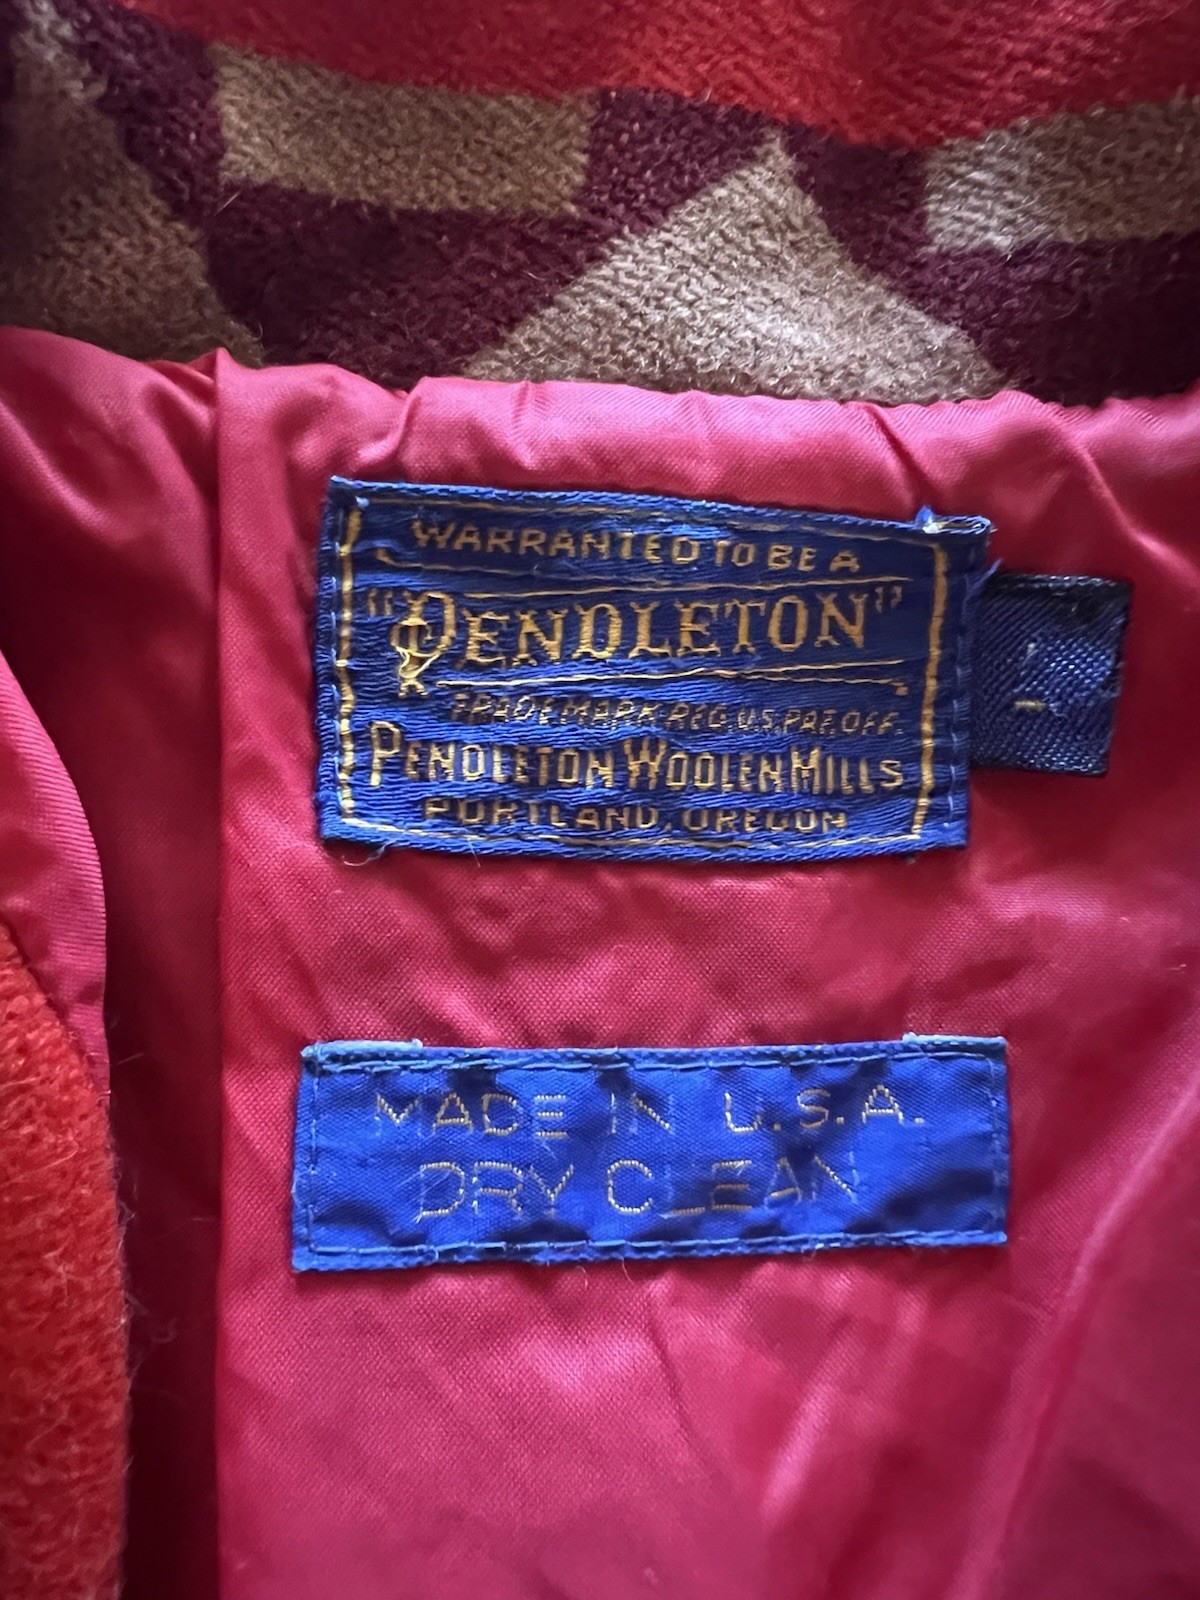 WARRANTED TO BE A
"PENDLETON"
TRADE MARK REG. U.S. PAT. OFF.
PENDLETON WOOLEN MILLS
PORTLAND, OREGON
MADE IN U.S.A.
DRY CLEAN